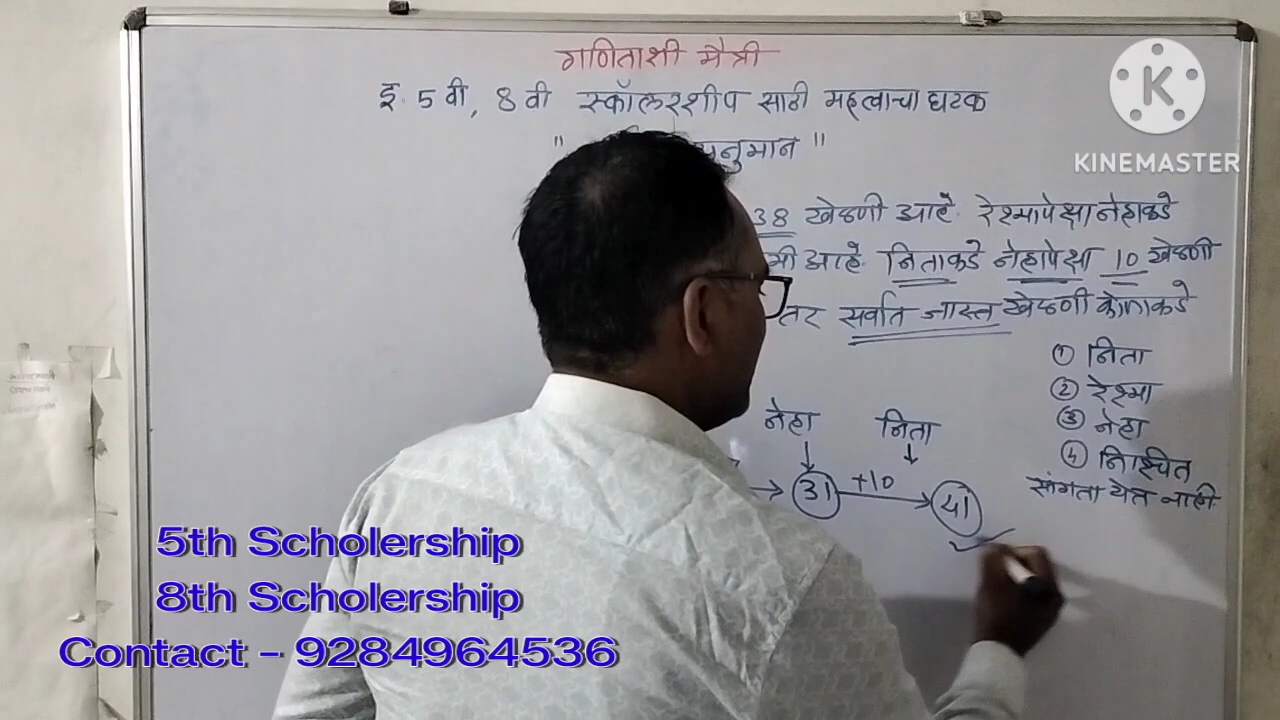 गणिताशी मैत्री
इ. 5 वी, 8 वी स्कॉलरशीप साठी महत्वाचा घटक
" अनुमान "
38 खेळणी आहे. रेश्मापेक्षा नेहाकडे
मी आहे. निताकडे नेहापेक्षा 10 खेळणी
तर सर्वात जास्त खेळणी कोणाकडे
① निता
② रेश्मा
③ नेहा
④ निश्चित
सांगता येत नाही.
नेहा निता
31 +10 41
5th Scholership
8th Scholership
Contact - 9284964536
K
KINEMASTER